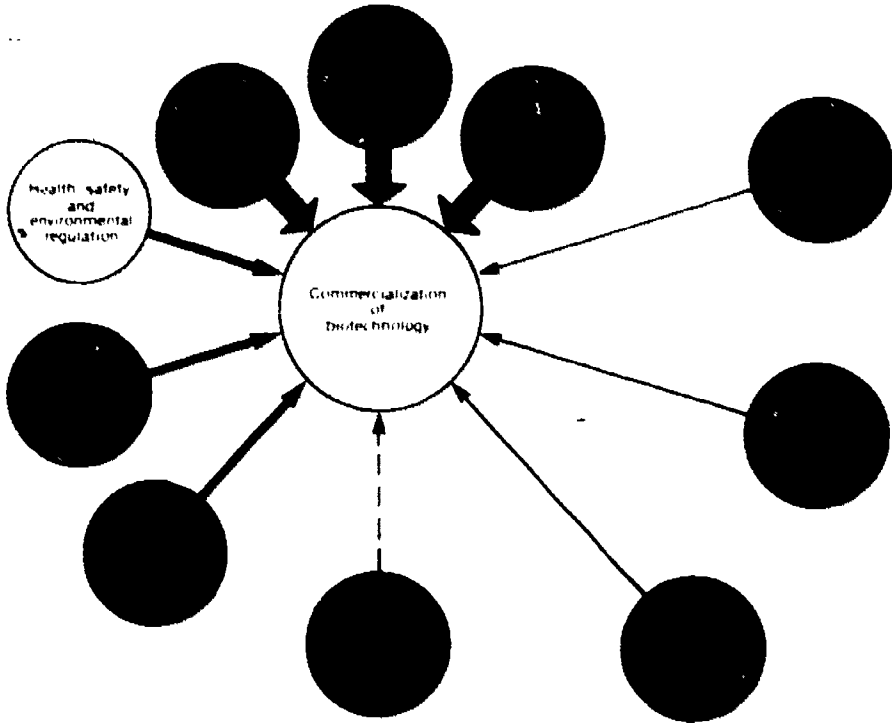 Health safety
and
environmental
regulation
Commercialization
of
biotechnology